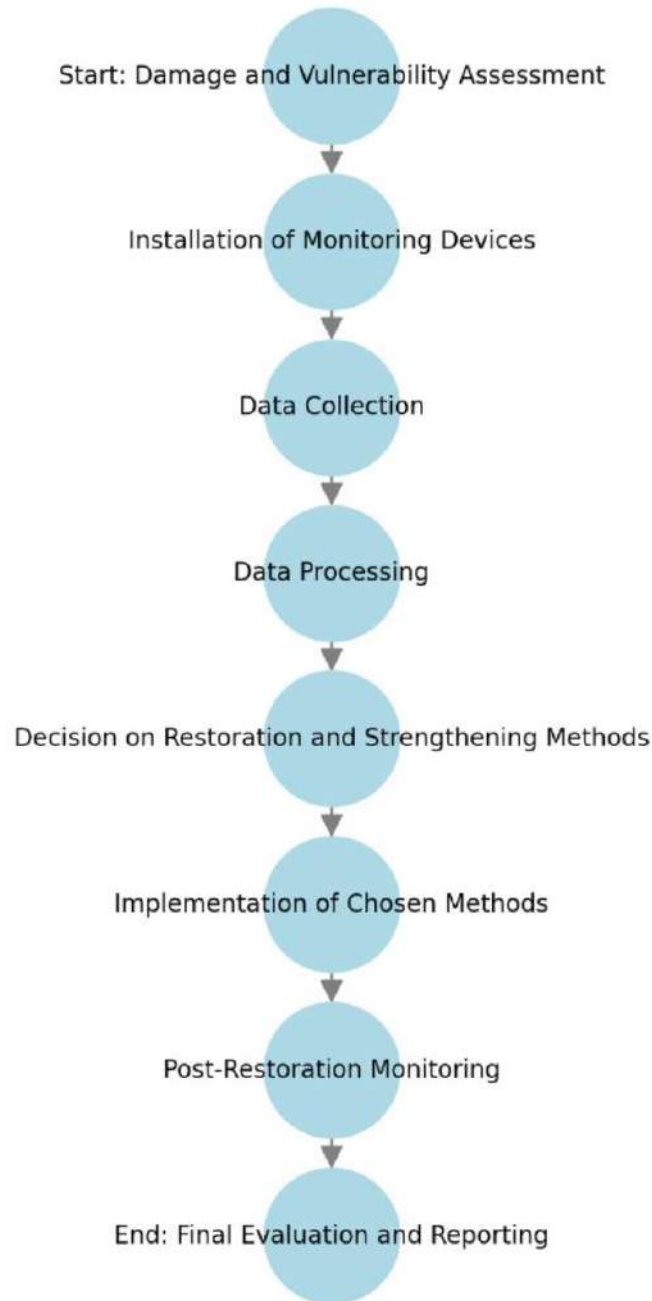 Start: Damage and Vulnerability Assessment
Installation of Monitoring Devices
Data Collection
Data Processing
Decision on Restoration and Strengthening Methods
Implementation of Chosen Methods
Post-Restoration Monitoring
End: Final Evaluation and Reporting